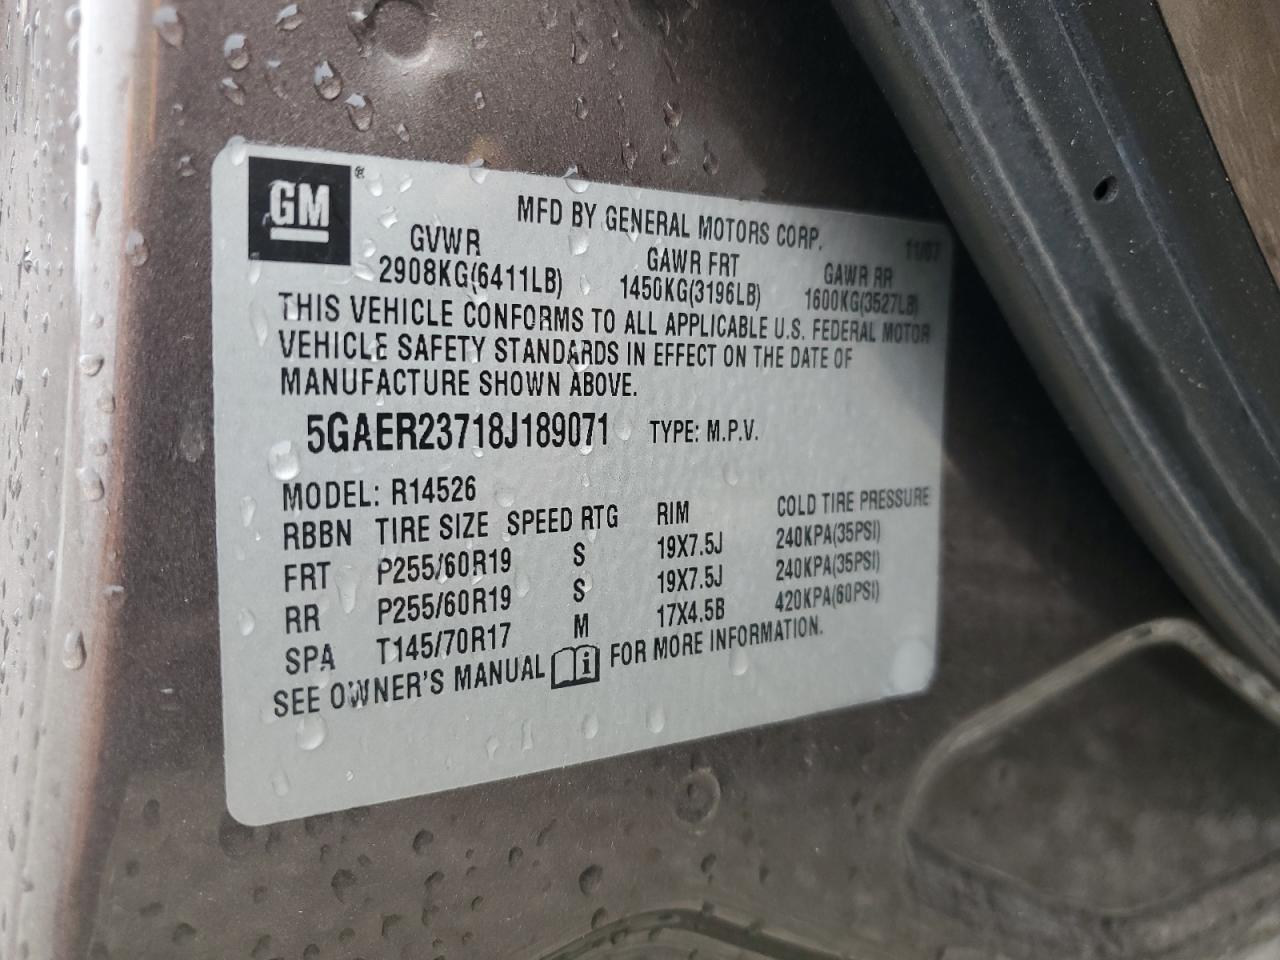 GM ®
MFD BY GENERAL MOTORS CORP. 11/07
GVWR GAWR FRT GAWR RR
2908KG(6411LB) 1450KG(3196LB) 1600KG(3527LB)
THIS VEHICLE CONFORMS TO ALL APPLICABLE U.S. FEDERAL MOTOR
VEHICLE SAFETY STANDARDS IN EFFECT ON THE DATE OF
MANUFACTURE SHOWN ABOVE.
5GAER23718J189071 TYPE: M.P.V.
MODEL: R14526
RBBN TIRE SIZE SPEED RTG RIM COLD TIRE PRESSURE
FRT P255/60R19 S 19X7.5J 240KPA(35PSI)
RR P255/60R19 S 19X7.5J 240KPA(35PSI)
SPA T145/70R17 M 17X4.5B 420KPA(60PSI)
SEE OWNER'S MANUAL i FOR MORE INFORMATION.